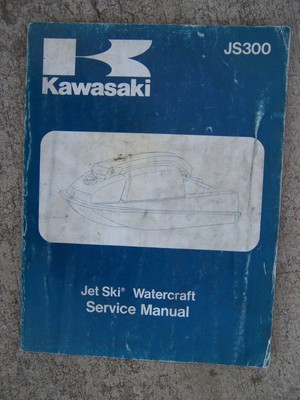 JS300
Kawasaki
Jet Ski® Watercraft
Service Manual